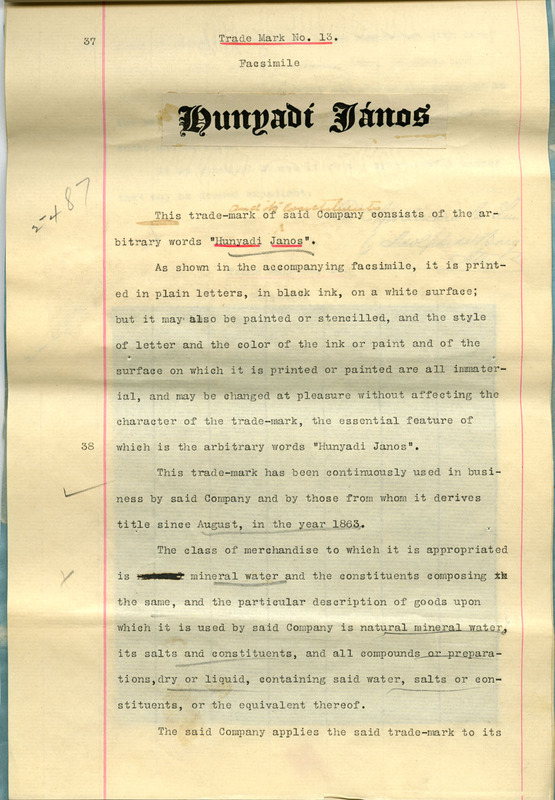 37
Trade Mark No. 13.
Facsimile
Hunyadi János
2-487
and its constituents
This trade-mark of said Company consists of the ar-
bitrary words "Hunyadi Janos".
As shown in the accompanying facsimile, it is print-
ed in plain letters, in black ink, on a white surface;
but it may also be painted or stencilled, and the style
of letter and the color of the ink or paint and of the
surface on which it is printed or painted are all immater-
ial, and may be changed at pleasure without affecting the
character of the trade-mark, the essential feature of
38
which is the arbitrary words "Hunyadi Janos".
This trade-mark has been continuously used in busi-
ness by said Company and by those from whom it derives
title since August, in the year 1863.
The class of merchandise to which it is appropriated
is mineral water and the constituents composing th
the same, and the particular description of goods upon
which it is used by said Company is natural mineral water,
its salts and constituents, and all compounds or prepara-
tions,dry or liquid, containing said water, salts or con-
stituents, or the equivalent thereof.
The said Company applies the said trade-mark to its